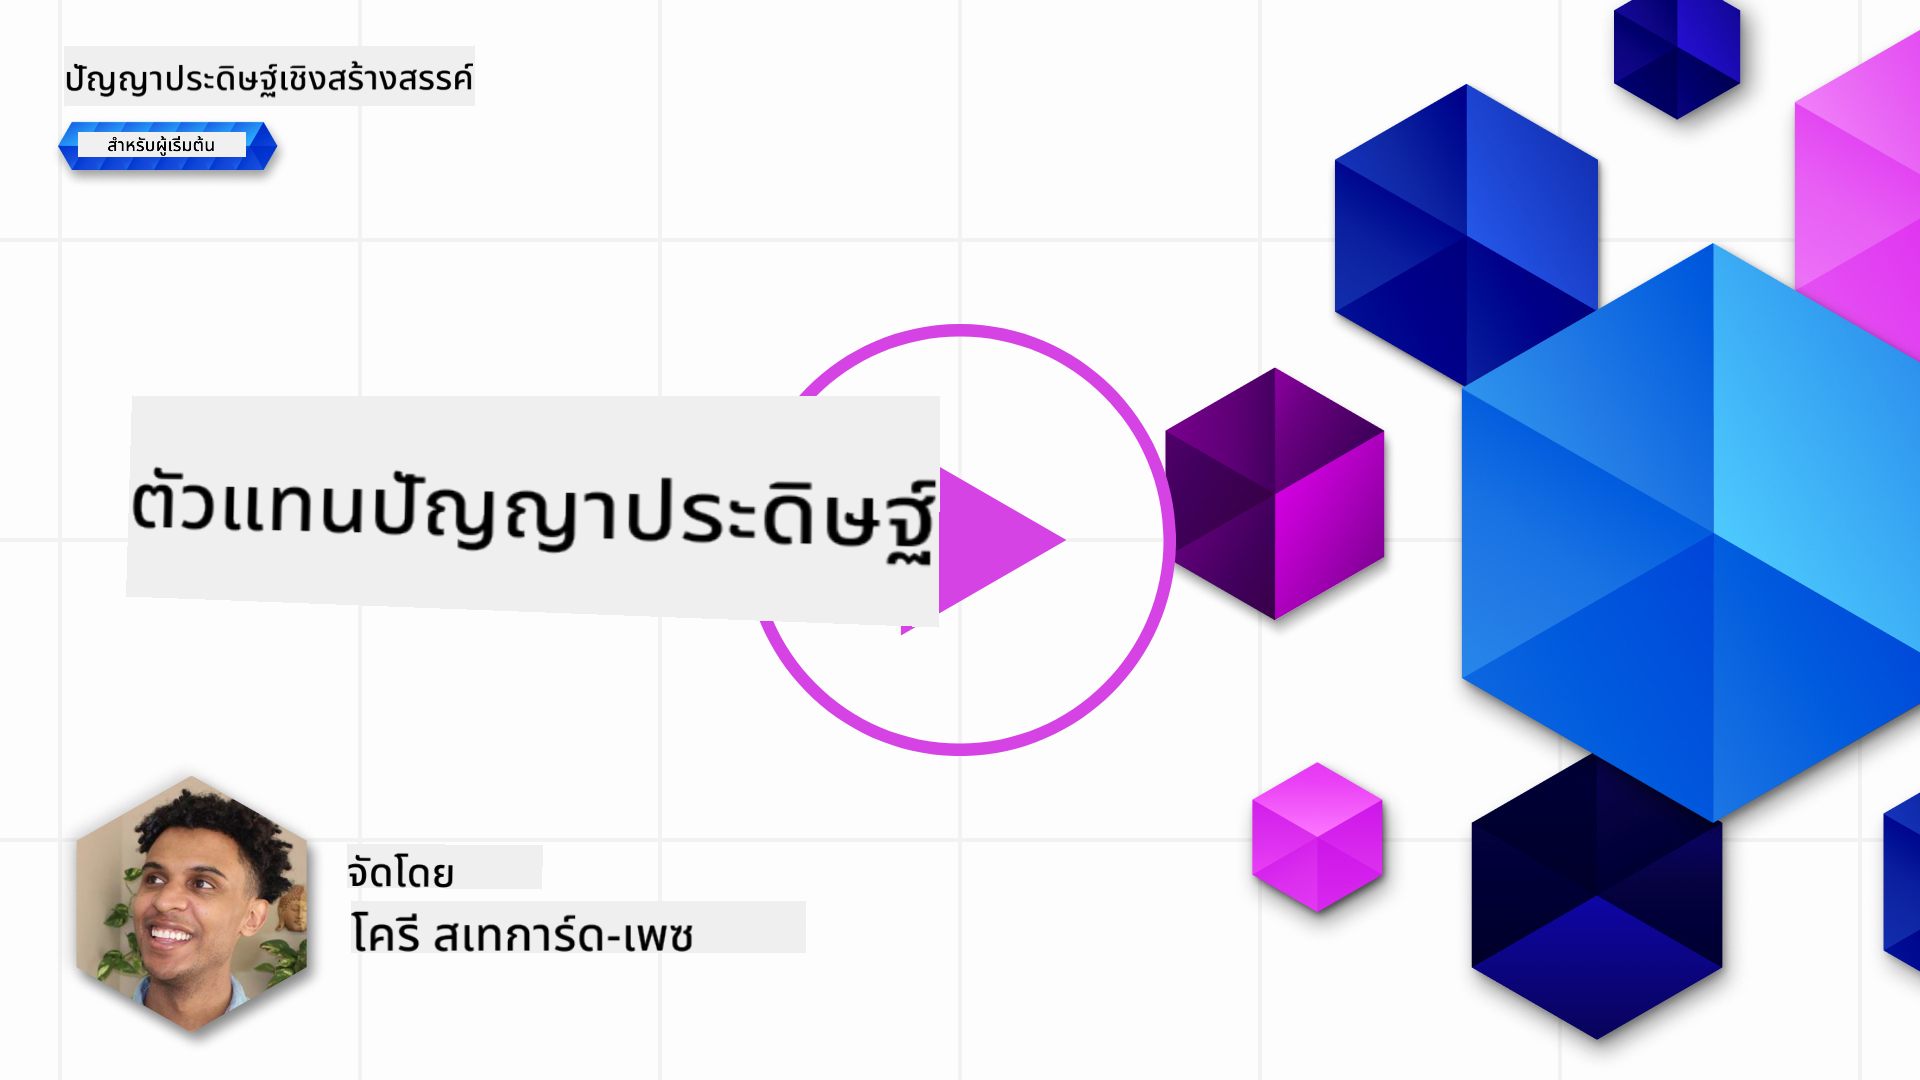 ปัญญาประดิษฐ์เชิงสร้างสรรค์
สำหรับผู้เริ่มต้น
ตัวแทนปัญญาประดิษฐ์
จัดโดย
โครี สเทการ์ด-เพซ